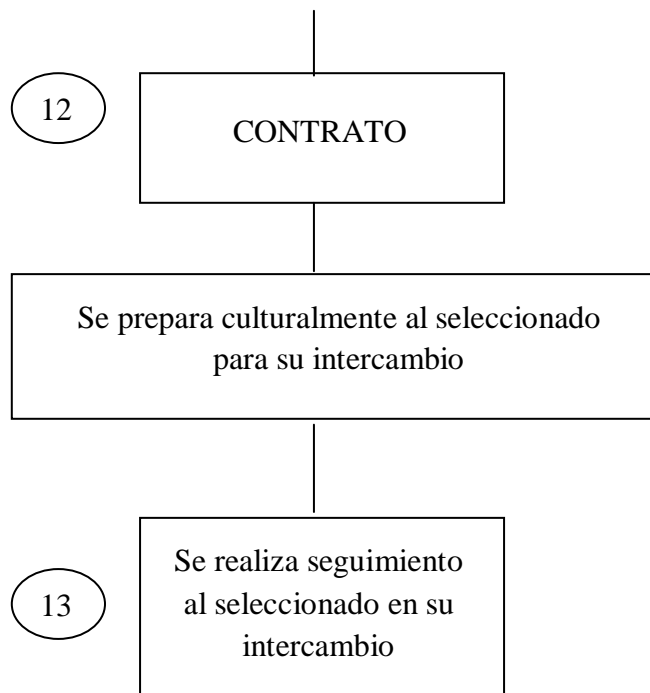 12
CONTRATO
Se prepara culturalmente al seleccionado
para su intercambio
Se realiza seguimiento
13
al seleccionado en su
intercambio